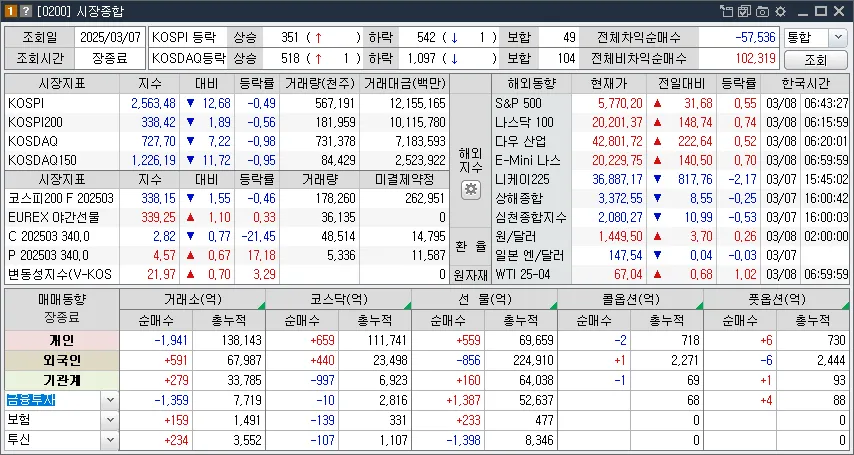 1 ? [0200] 시장종합
조회일 2025/03/07 KOSPI 등락 상승 351 ( ↑ ) 하락 542 ( ↓ ) 보합 49 전체차익순매수 -57,536 통합
조회시간 장종료 KOSDAQ등락 상승 518 ( ↑ 1 ) 하락 1,097 ( ↓ 1 ) 보합 104 전체비차익순매수 102,319 조회
시장지표 지수 대비 등락률 거래량(천주) 거래대금(백만)
KOSPI 2,563,48 ▼ 12,68 -0,49 567,191 12,155,165
KOSPI200 338,42 ▼ 1,89 -0,56 181,959 10,115,780
KOSDAQ 727,70 ▼ 7,22 -0,98 731,378 7,183,593
KOSDAQ150 1,226,19 ▼ 11,72 -0,95 84,429 2,523,922
시장지표 지수 대비 등락률 거래량 미결제약정
코스피200 F 202503 338,15 ▼ 1,55 -0,46 178,260 262,951
EUREX 야간선물 339,25 ▲ 1,10 0,33 36,135 0
C 202503 340,0 2,82 ▼ 0,77 -21,45 48,514 14,795
P 202503 340,0 4,57 ▲ 0,67 17,18 5,336 11,587
변동성지수(V-KOS 21,97 ▲ 0,70 3,29 0
해외
지수
환 율
원자재
해외동향 현재가 전일대비 등락률 한국시간
S&P 500 5,770,20 ▲ 31,68 0,55 03/08 06:43:27
나스닥 100 20,201,37 ▲ 148,74 0,74 03/08 06:15:59
다우 산업 42,801,72 ▲ 222,64 0,52 03/08 06:20:01
E-Mini 나스 20,229,75 ▲ 140,50 0,70 03/08 06:59:59
니케이225 36,887,17 ▼ 817,76 -2,17 03/07 15:45:02
상해종합 3,372,55 ▼ 8,55 -0,25 03/07 16:00:42
심천종합지수 2,080,27 ▼ 10,99 -0,53 03/07 16:00:03
원/달러 1,449,50 ▲ 3,70 0,26 03/08 02:00:00
일본 엔/달러 147,54 ▼ 0,04 -0,03 03/07
WTI 25-04 67,04 ▲ 0,68 1,02 03/08 06:59:59
매매동향 거래소(억) 코스닥(억) 선 물(억) 콜옵션(억) 풋옵션(억)
장종료 순매수 총누적 순매수 총누적 순매수 총누적 순매수 총누적 순매수 총누적
개인 -1,941 138,143 +659 111,741 +559 69,659 -2 718 +6 730
외국인 +591 67,987 +440 23,498 -856 224,910 +1 2,271 -6 2,444
기관계 +279 33,785 -997 6,923 +160 64,038 -1 69 +1 93
금융투자 -1,359 7,719 -10 2,816 +1,387 52,637 68 +4 88
보험 +159 1,491 -139 331 +233 477 0 0
투신 +234 3,552 -107 1,107 -1,398 8,346 0 0